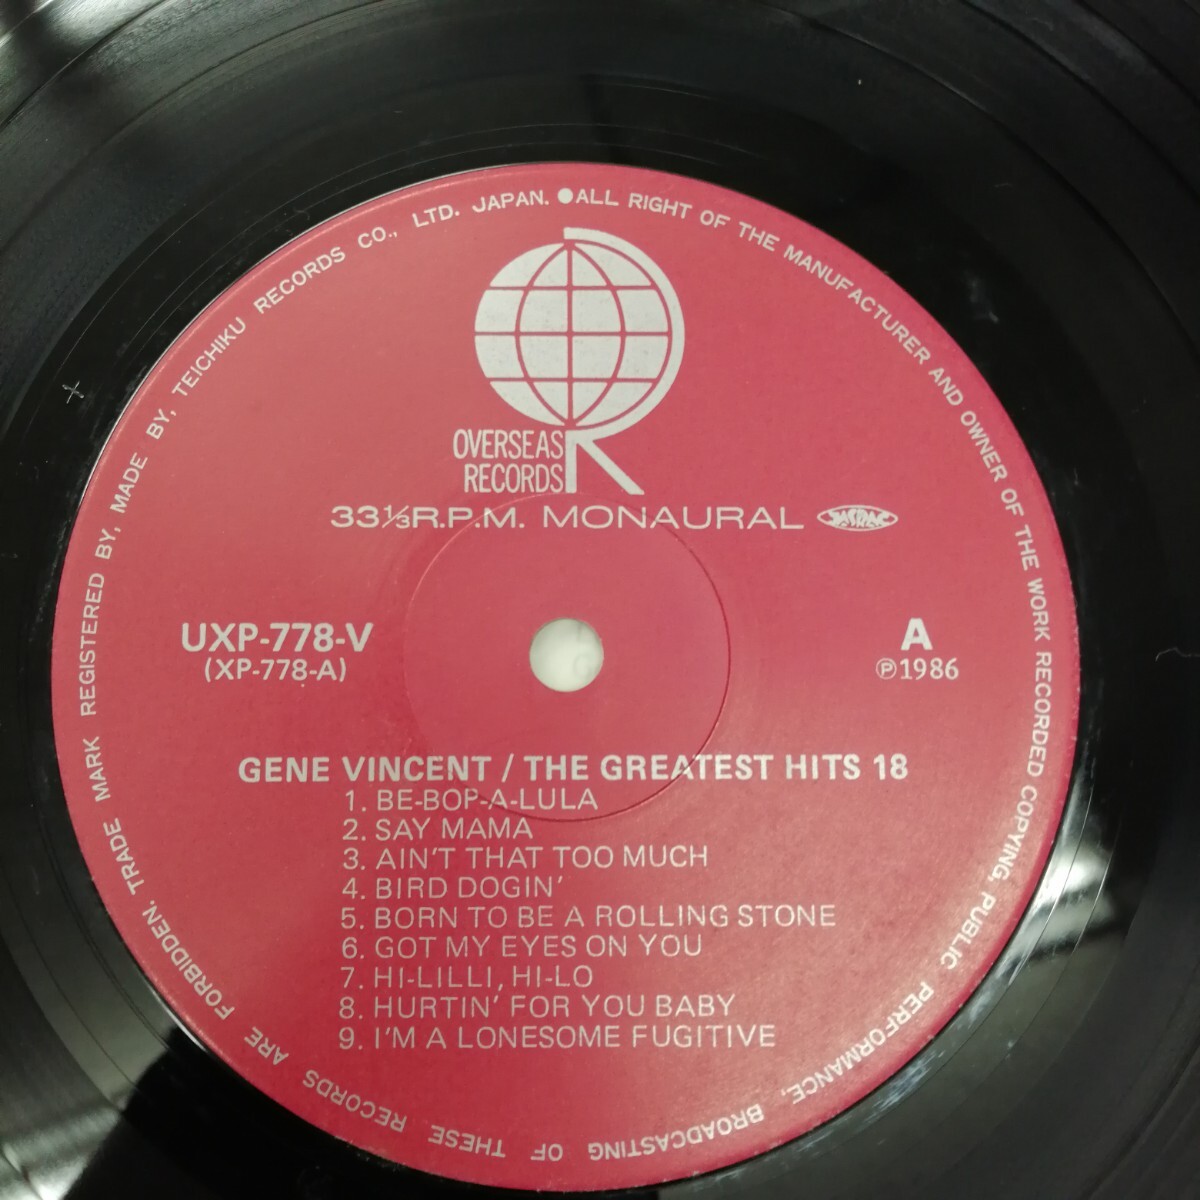 TRADE MARK REGISTERED BY, MADE BY, TEICHIKU RECORDS CO., LTD. JAPAN. ●ALL RIGHT OF THE MANUFACTURER AND OWNER OF THE WORK RECORDED COPYING, PUBLIC PERFORMANCE, BROADCASTING OF THESE RECORDS ARE FORBIDDEN,
OVERSEAS
RECORDS
33⅓R.P.M. MONAURAL JASRAC
UXP-778-V
(XP-778-A)
A
Ⓟ1986
GENE VINCENT / THE GREATEST HITS 18
1. BE-BOP-A-LULA
2. SAY MAMA
3. AIN'T THAT TOO MUCH
4. BIRD DOGIN'
5. BORN TO BE A ROLLING STONE
6. GOT MY EYES ON YOU
7. HI-LILLI, HI-LO
8. HURTIN' FOR YOU BABY
9. I'M A LONESOME FUGITIVE